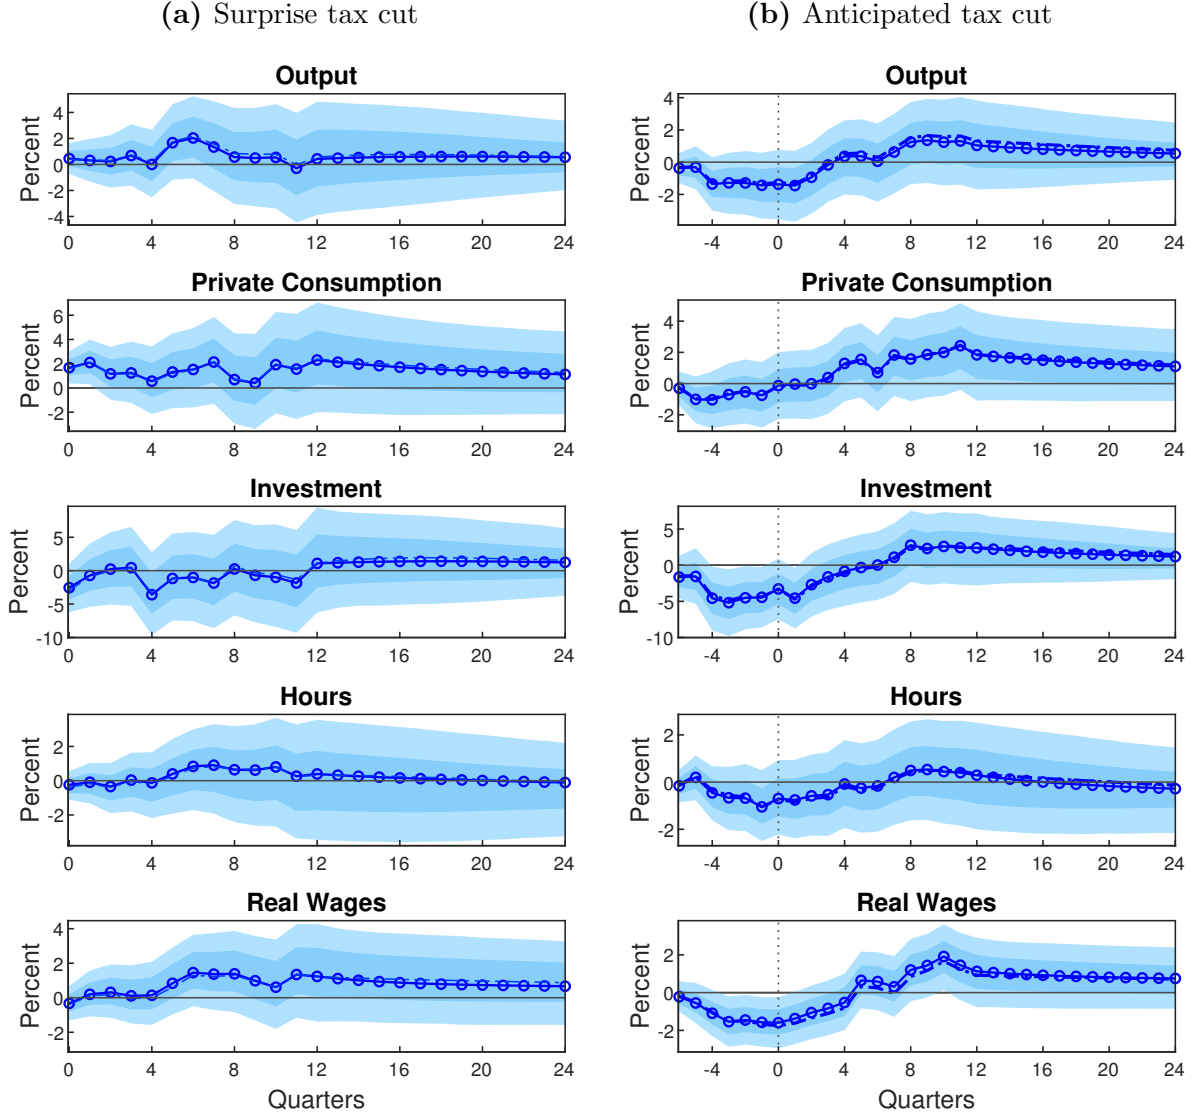 (a) Surprise tax cut
Output
Percent
4
2
0
-2
-4
0 4 8 12 16 20 24
Private Consumption
Percent
6
4
2
0
-2
0 4 8 12 16 20 24
Investment
Percent
5
0
-5
-10
0 4 8 12 16 20 24
Hours
Percent
2
0
-2
0 4 8 12 16 20 24
Real Wages
Percent
4
2
0
-2
0 4 8 12 16 20 24
Quarters
(b) Anticipated tax cut
Output
Percent
4
2
0
-2
-4 0 4 8 12 16 20 24
Private Consumption
Percent
4
2
0
-2
-4 0 4 8 12 16 20 24
Investment
Percent
5
0
-5
-10
-4 0 4 8 12 16 20 24
Hours
Percent
2
0
-2
-4 0 4 8 12 16 20 24
Real Wages
Percent
2
0
-2
-4 0 4 8 12 16 20 24
Quarters